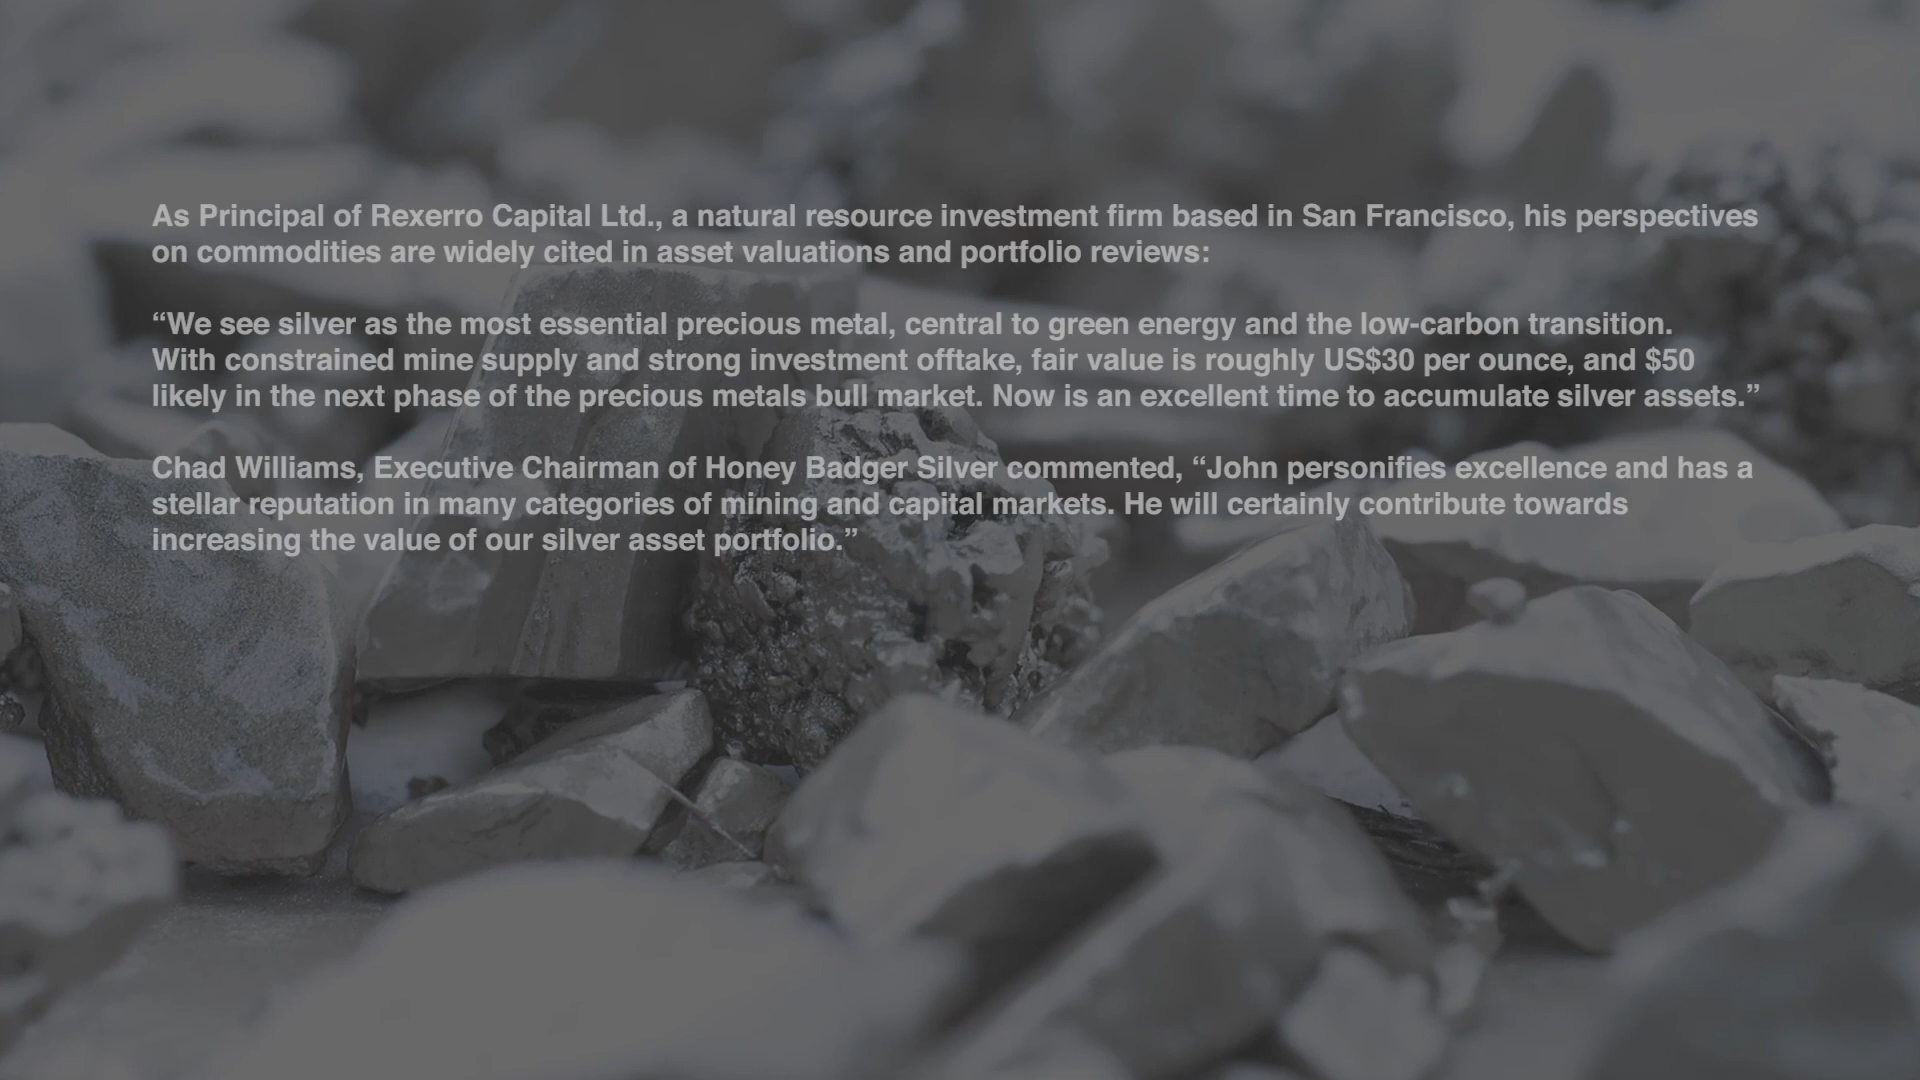 As Principal of Rexerro Capital Ltd., a natural resource investment firm based in San Francisco, his perspectives
on commodities are widely cited in asset valuations and portfolio reviews:
“We see silver as the most essential precious metal, central to green energy and the low-carbon transition.
With constrained mine supply and strong investment offtake, fair value is roughly US$30 per ounce, and $50
likely in the next phase of the precious metals bull market. Now is an excellent time to accumulate silver assets.”
Chad Williams, Executive Chairman of Honey Badger Silver commented, “John personifies excellence and has a
stellar reputation in many categories of mining and capital markets. He will certainly contribute towards
increasing the value of our silver asset portfolio.”